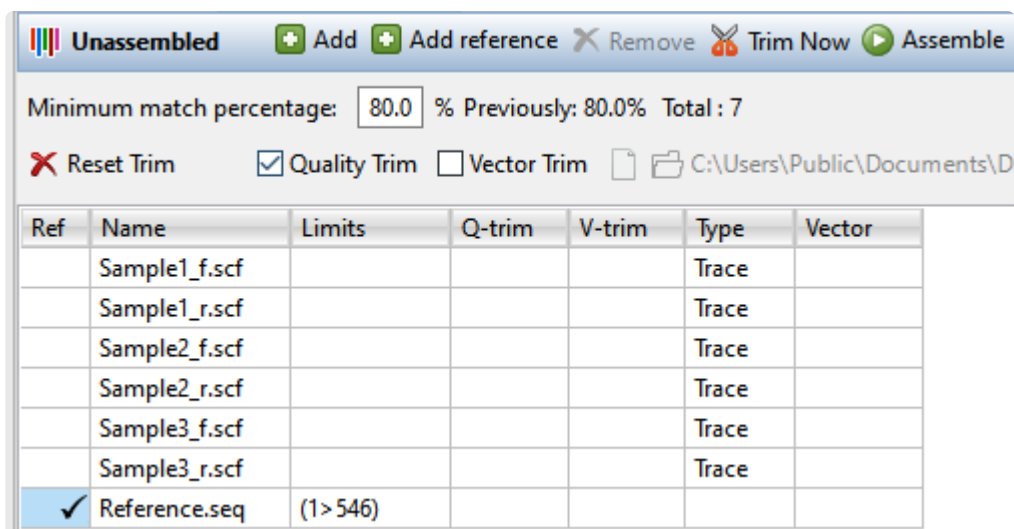 Unassembled Add Add reference Remove Trim Now Assemble
Minimum match percentage: 80.0 % Previously: 80.0% Total : 7
Reset Trim Quality Trim Vector Trim C:\Users\Public\Documents\D
Ref Name Limits Q-trim V-trim Type Vector
Sample1_f.scf Trace
Sample1_r.scf Trace
Sample2_f.scf Trace
Sample2_r.scf Trace
Sample3_f.scf Trace
Sample3_r.scf Trace
Reference.seq (1>546)